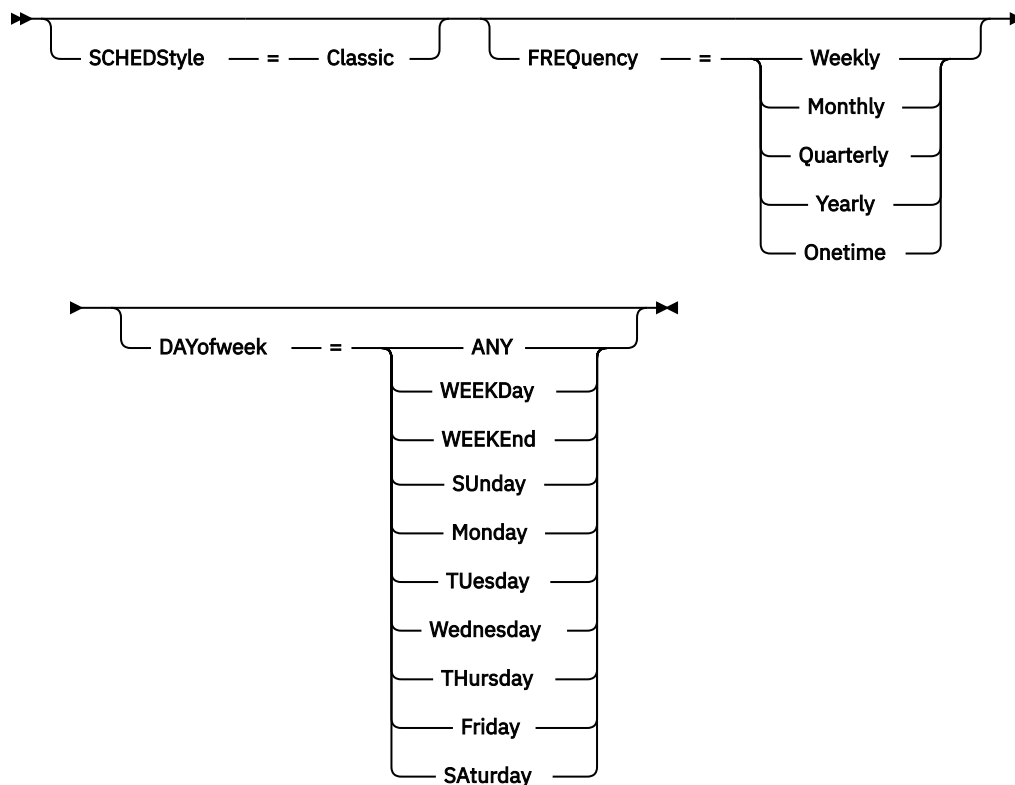 SCHEDStyle = Classic FREQuency = Weekly
Monthly
Quarterly
Yearly
Onetime
DAYofweek = ANY
WEEKDay
WEEKEnd
SUnday
Monday
TUesday
Wednesday
THursday
Friday
SAturday